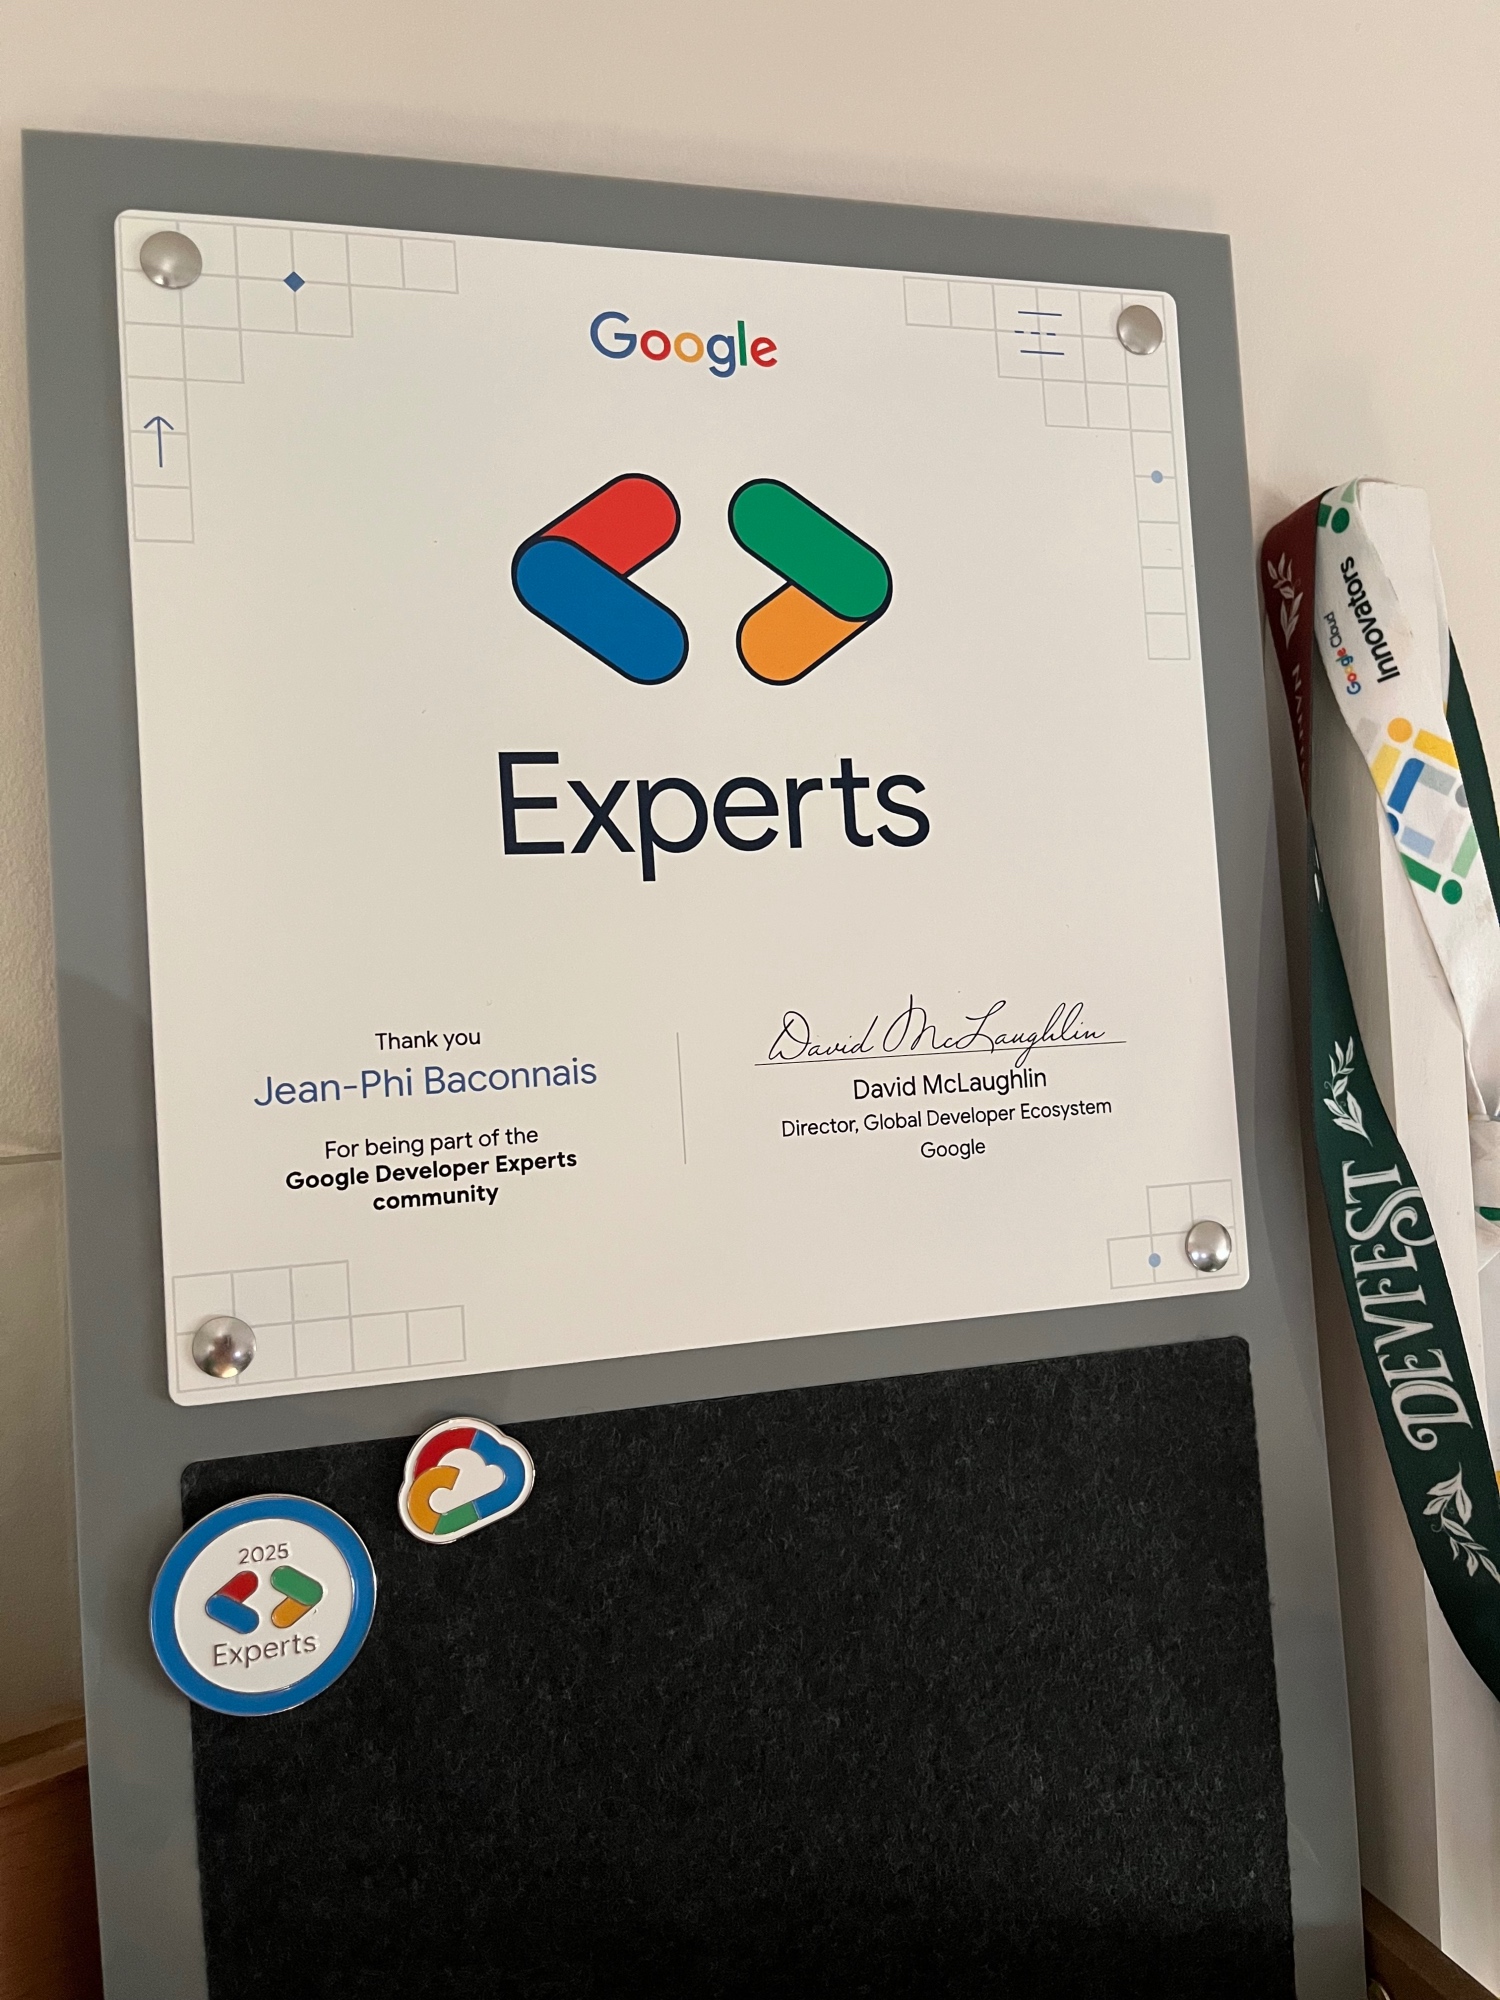 Google
Experts
Thank you
Jean-Phi Baconnais
For being part of the
Google Developer Experts
community
David McLaughlin
David McLaughlin
Director, Global Developer Ecosystem
Google
2025
Experts
Google Cloud
Innovators
DEVFEST